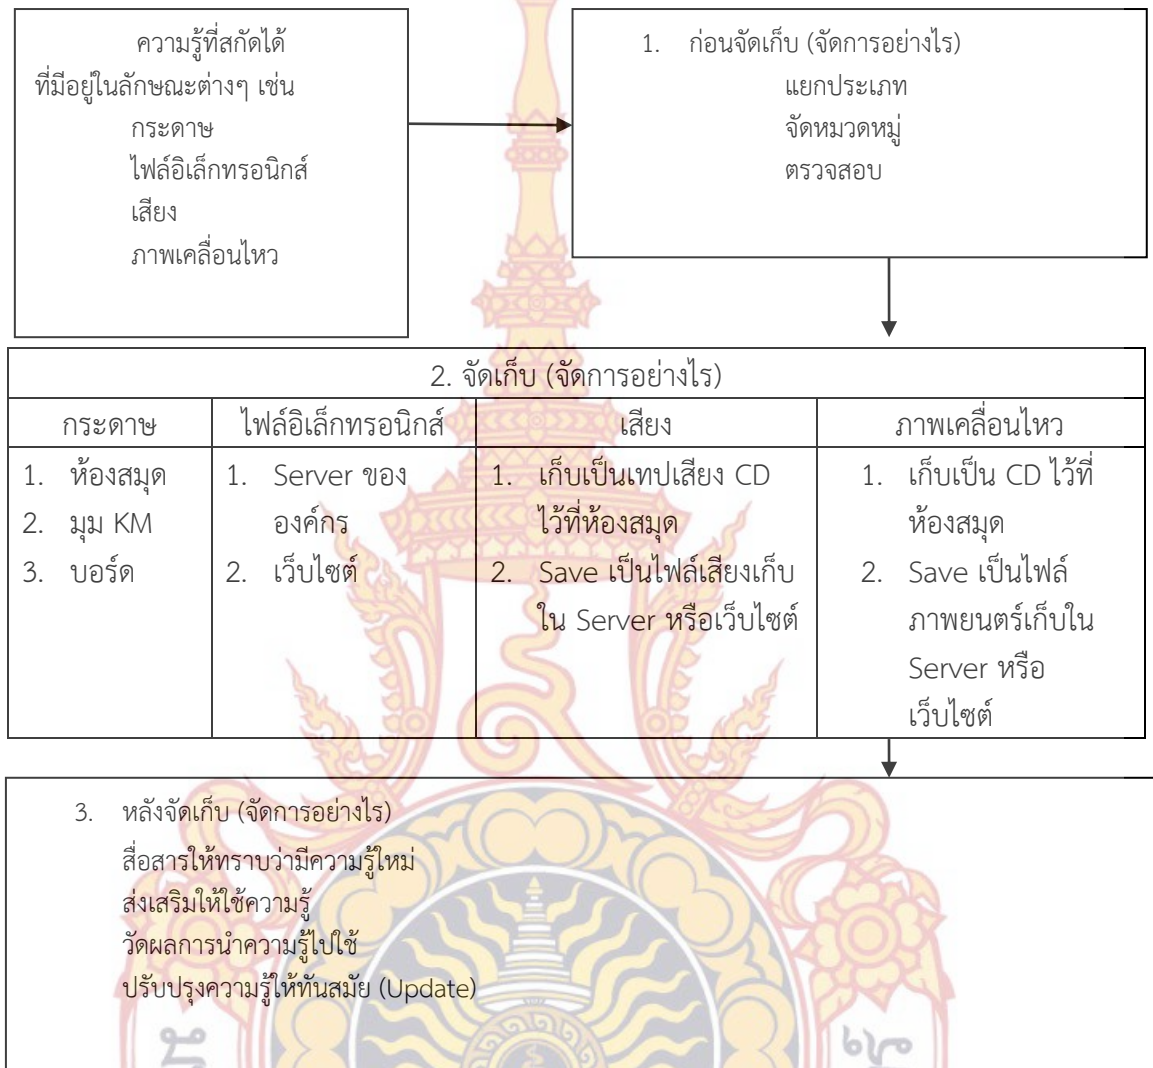 ความรู้ที่สกัดได้
ที่มีอยู่ในลักษณะต่างๆ เช่น
กระดาษ
ไฟล์อิเล็กทรอนิกส์
เสียง
ภาพเคลื่อนไหว
1. ก่อนจัดเก็บ (จัดการอย่างไร)
แยกประเภท
จัดหมวดหมู่
ตรวจสอบ
2. จัดเก็บ (จัดการอย่างไร)
กระดาษ
1. ห้องสมุด
2. มุม KM
3. บอร์ด
ไฟล์อิเล็กทรอนิกส์
1. Server ของ
องค์กร
2. เว็บไซต์
เสียง
1. เก็บเป็นเทปเสียง CD
ไว้ที่ห้องสมุด
2. Save เป็นไฟล์เสียงเก็บ
ใน Server หรือเว็บไซต์
ภาพเคลื่อนไหว
1. เก็บเป็น CD ไว้ที่
ห้องสมุด
2. Save เป็นไฟล์
ภาพยนตร์เก็บใน
Server หรือ
เว็บไซต์
3. หลังจัดเก็บ (จัดการอย่างไร)
สื่อสารให้ทราบว่ามีความรู้ใหม่
ส่งเสริมให้ใช้ความรู้
วัดผลการนำความรู้ไปใช้
ปรับปรุงความรู้ให้ทันสมัย (Update)